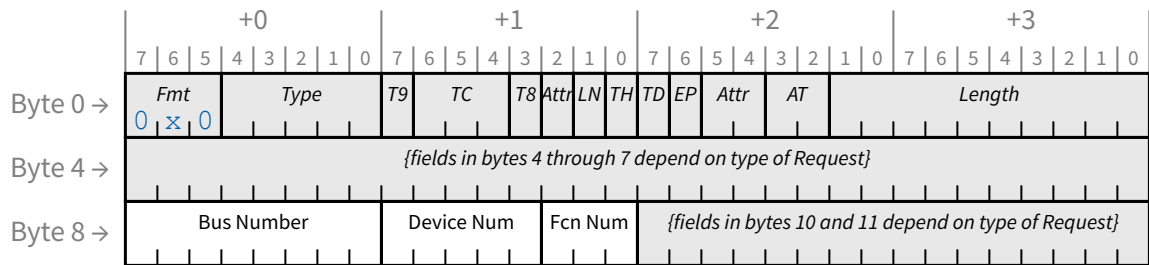 +0 +1 +2 +3
7 6 5 4 3 2 1 0 7 6 5 4 3 2 1 0 7 6 5 4 3 2 1 0 7 6 5 4 3 2 1 0
Byte 0 → Fmt Type T9 TC T8 Attr LN TH TD EP Attr AT Length
0 x 0
Byte 4 → {fields in bytes 4 through 7 depend on type of Request}
Byte 8 → Bus Number Device Num Fcn Num {fields in bytes 10 and 11 depend on type of Request}